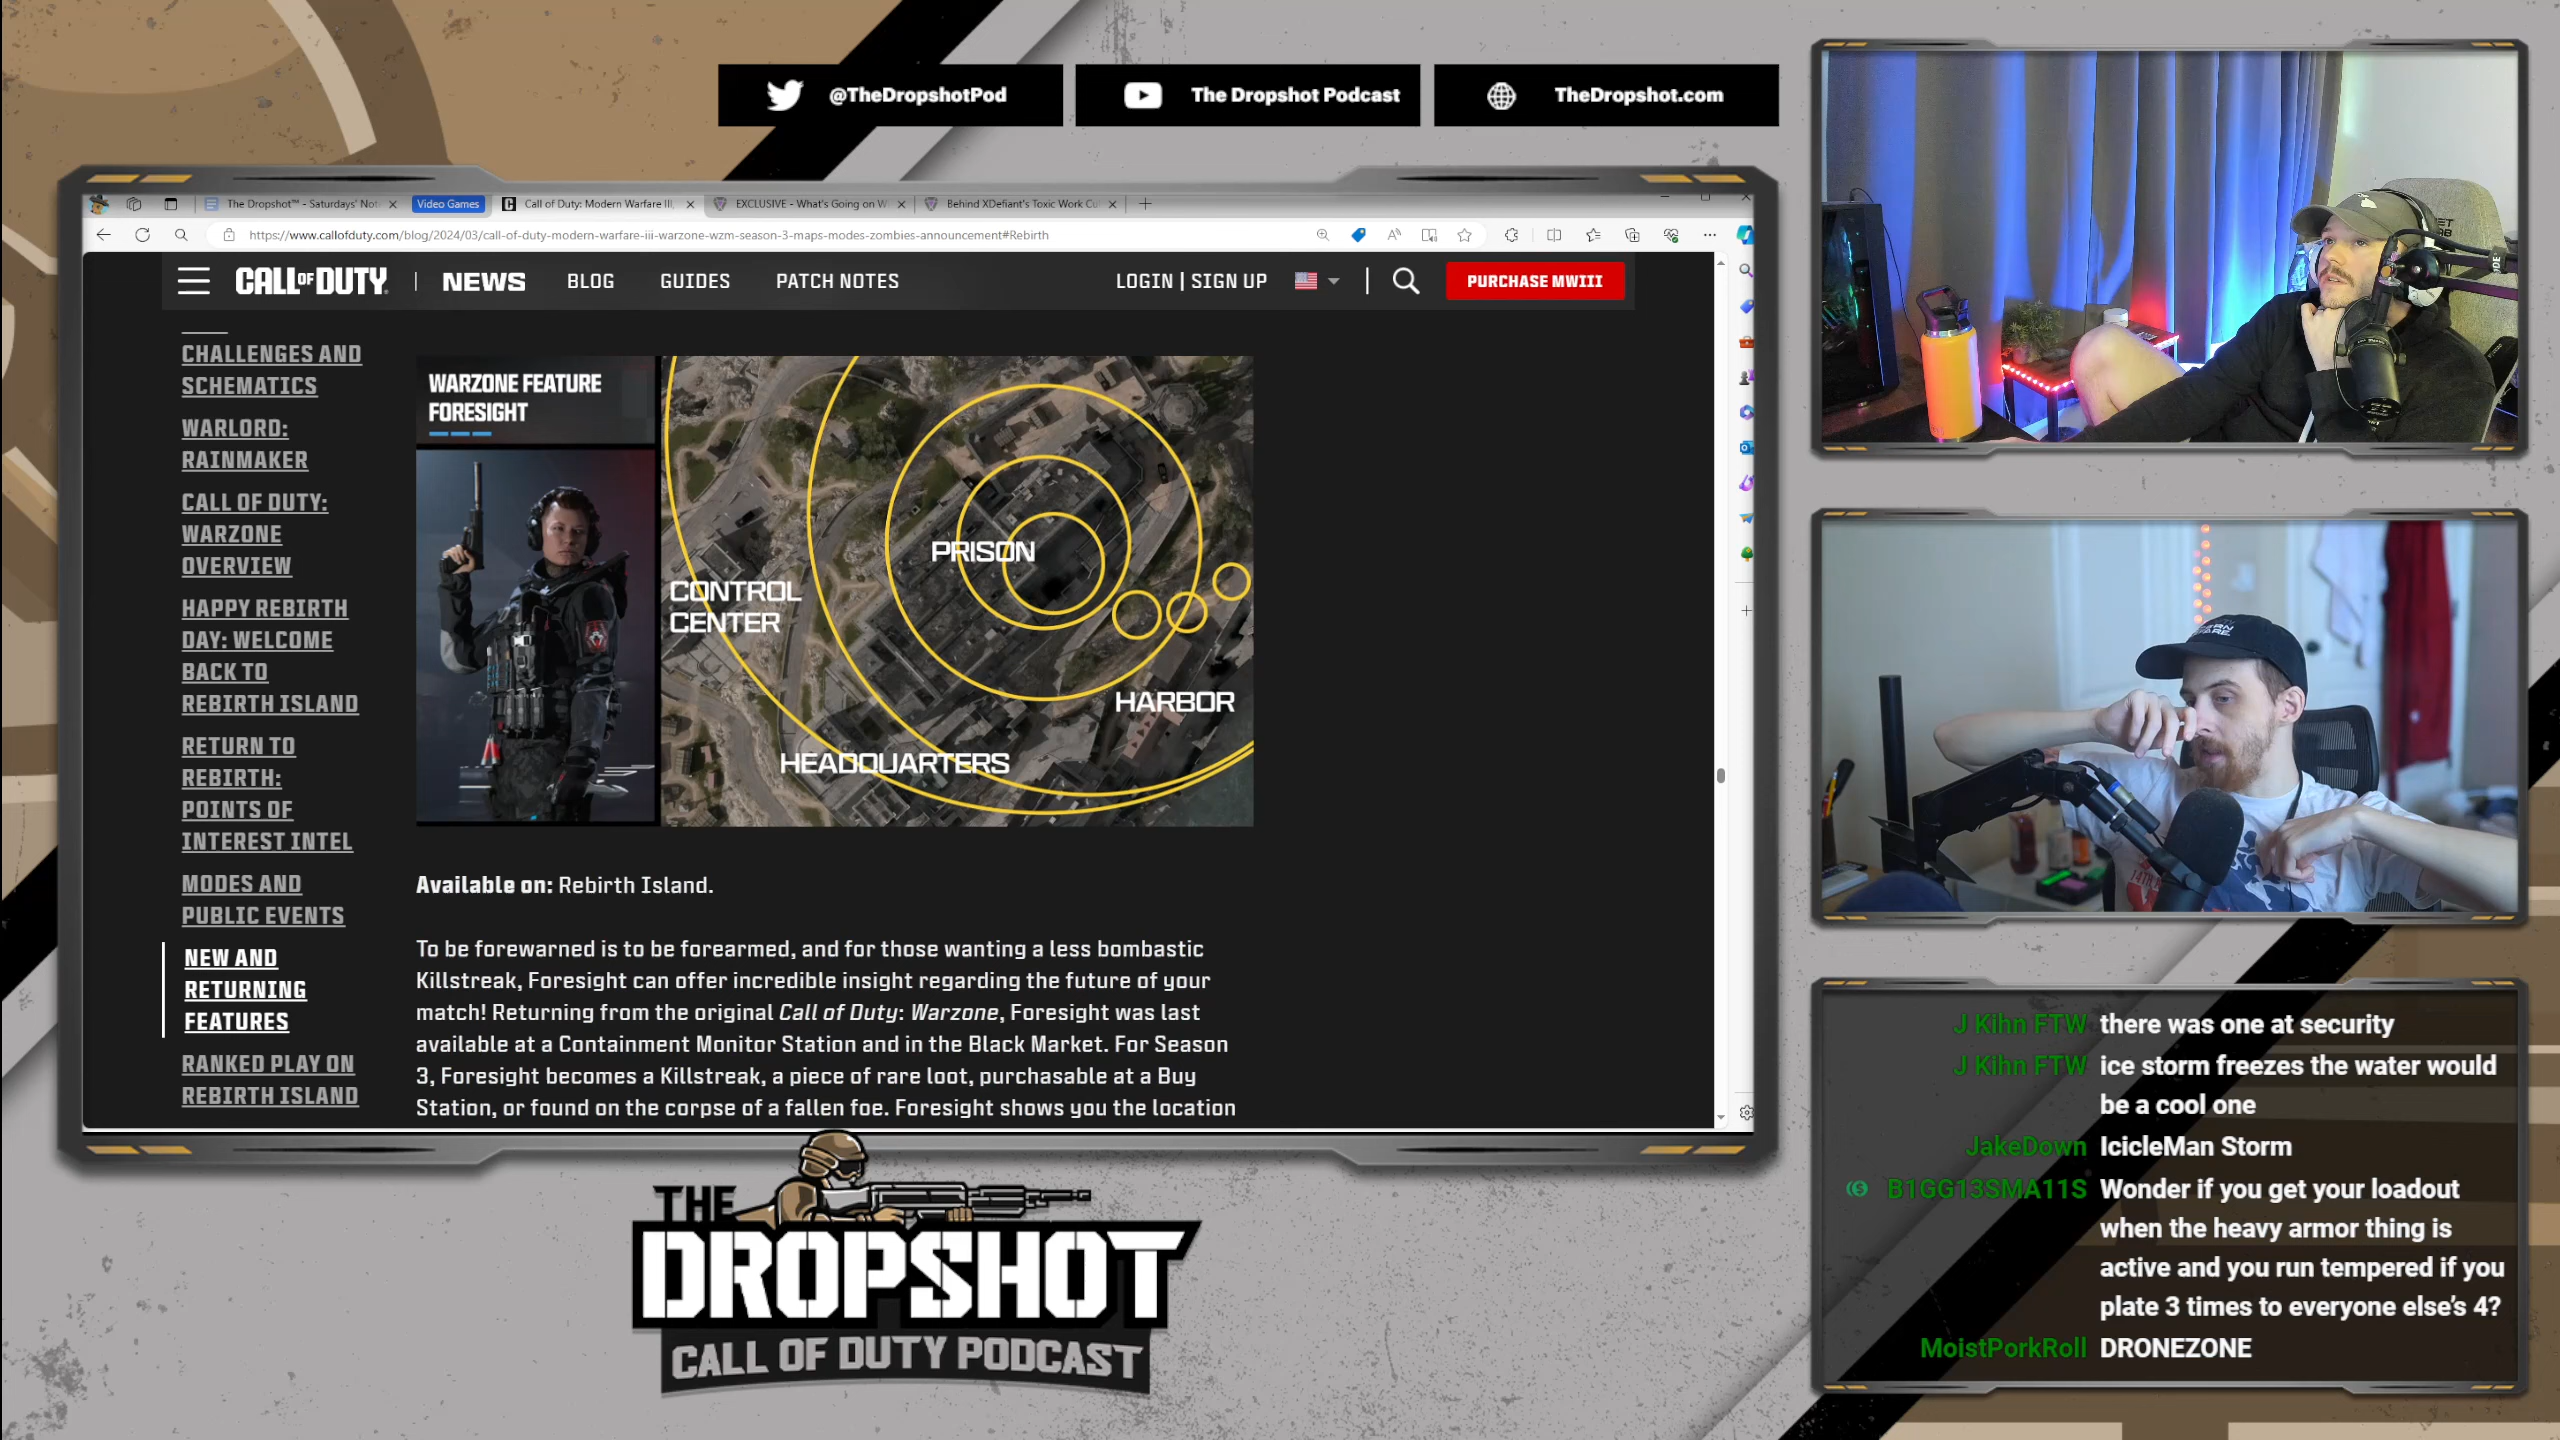 @TheDropshotPod
The Dropshot Podcast
TheDropshot.com
The Dropshot™ - Saturdays' Not
Video Games
Call of Duty: Modern Warfare III,
EXCLUSIVE - What's Going on W
Behind XDefiant's Toxic Work Cu
https://www.callofduty.com/blog/2024/03/call-of-duty-modern-warfare-iii-warzone-wzm-season-3-maps-modes-zombies-announcement#Rebirth
CALL OF DUTY
NEWS
BLOG
GUIDES
PATCH NOTES
LOGIN | SIGN UP
PURCHASE MWIII
CHALLENGES AND
SCHEMATICS
WARLORD:
RAINMAKER
CALL OF DUTY:
WARZONE
OVERVIEW
HAPPY REBIRTH
DAY: WELCOME
BACK TO
REBIRTH ISLAND
RETURN TO
REBIRTH:
POINTS OF
INTEREST INTEL
MODES AND
PUBLIC EVENTS
NEW AND
RETURNING
FEATURES
RANKED PLAY ON
REBIRTH ISLAND
WARZONE FEATURE
FORESIGHT
PRISON
CONTROL
CENTER
HARBOR
HEADQUARTERS
Available on: Rebirth Island.
To be forewarned is to be forearmed, and for those wanting a less bombastic
Killstreak, Foresight can offer incredible insight regarding the future of your
match! Returning from the original Call of Duty: Warzone, Foresight was last
available at a Containment Monitor Station and in the Black Market. For Season
3, Foresight becomes a Killstreak, a piece of rare loot, purchasable at a Buy
Station, or found on the corpse of a fallen foe. Foresight shows you the location
J Kihn FTW there was one at security
J Kihn FTW ice storm freezes the water would
be a cool one
JakeDown IcicleMan Storm
B1GG13SMA11S Wonder if you get your loadout
when the heavy armor thing is
active and you run tempered if you
plate 3 times to everyone else's 4?
MoistPorkRoll DRONEZONE
THE
DROPSHOT
CALL OF DUTY PODCAST